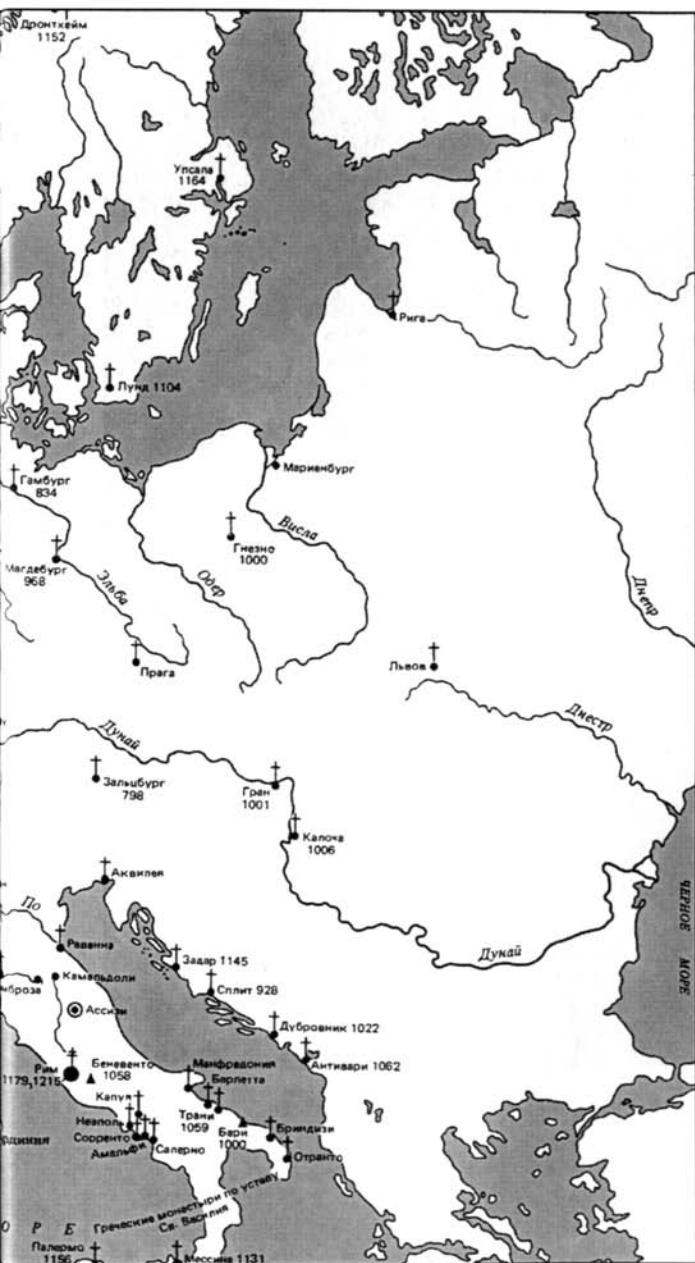 Дронтхейм
1152
Упсала
1164
Рига
Лунд 1104
Мариенбург
Гамбург
834
Гнезно
1000
Висла
Магдебург
968
Эльба
Одер
Днепр
Прага
Львов
Днестр
Дунай
Зальцбург
798
Гран
1001
Калоча
1006
Аквилея
ЧЕРНОЕ МОРЕ
По
Равенна
Задар 1145
Дунай
Камальдоли
мброза
Сплит 928
Ассизи
Дубровник 1022
Антивари 1062
Рим
1179,1215
Беневенто
1058
Манфредония
Барлетта
Капуя
Трани
1059
Неаполь
Бари
1000
Бриндизи
рдиния
Сорренто
Амальфи
Салерно
Отранто
Греческие монастыри по уставу
Св. Василия
О Р Е
Палермо
1156
Мессина 1131